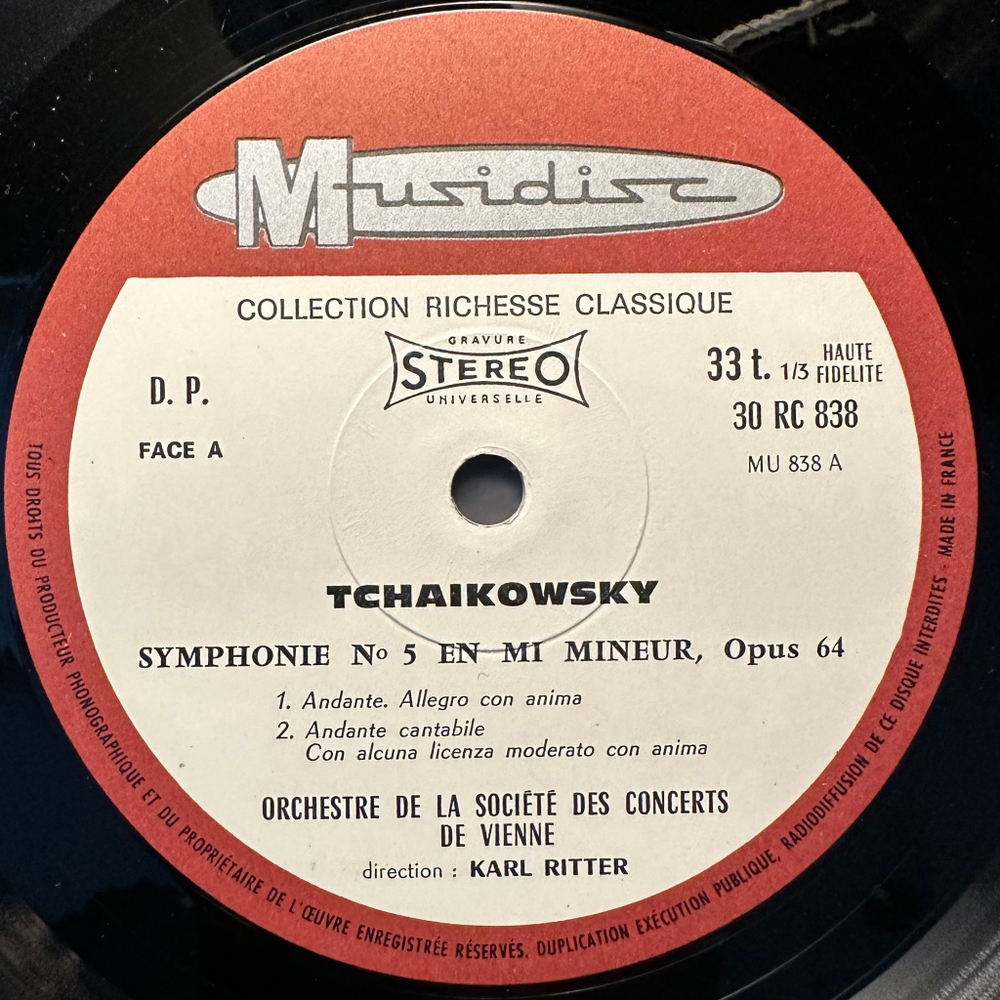 Musidisc
COLLECTION RICHESSE CLASSIQUE
GRAVURE
STEREO
UNIVERSELLE
D. P.
FACE A
33 t. 1/3 HAUTE FIDELITE
30 RC 838
MU 838 A
TCHAIKOWSKY
SYMPHONIE No 5 EN MI MINEUR, Opus 64
1. Andante. Allegro con anima
2. Andante cantabile
Con alcuna licenza moderato con anima
ORCHESTRE DE LA SOCIÉTÉ DES CONCERTS
DE VIENNE
direction : KARL RITTER
TOUS DROITS DU PRODUCTEUR PHONOGRAPHIQUE ET DU PROPRIÉTAIRE DE L'ŒUVRE ENREGISTRÉE RÉSERVÉS. DUPLICATION EXÉCUTION PUBLIQUE, RADIODIFFUSION DE CE DISQUE INTERDITES - MADE IN FRANCE